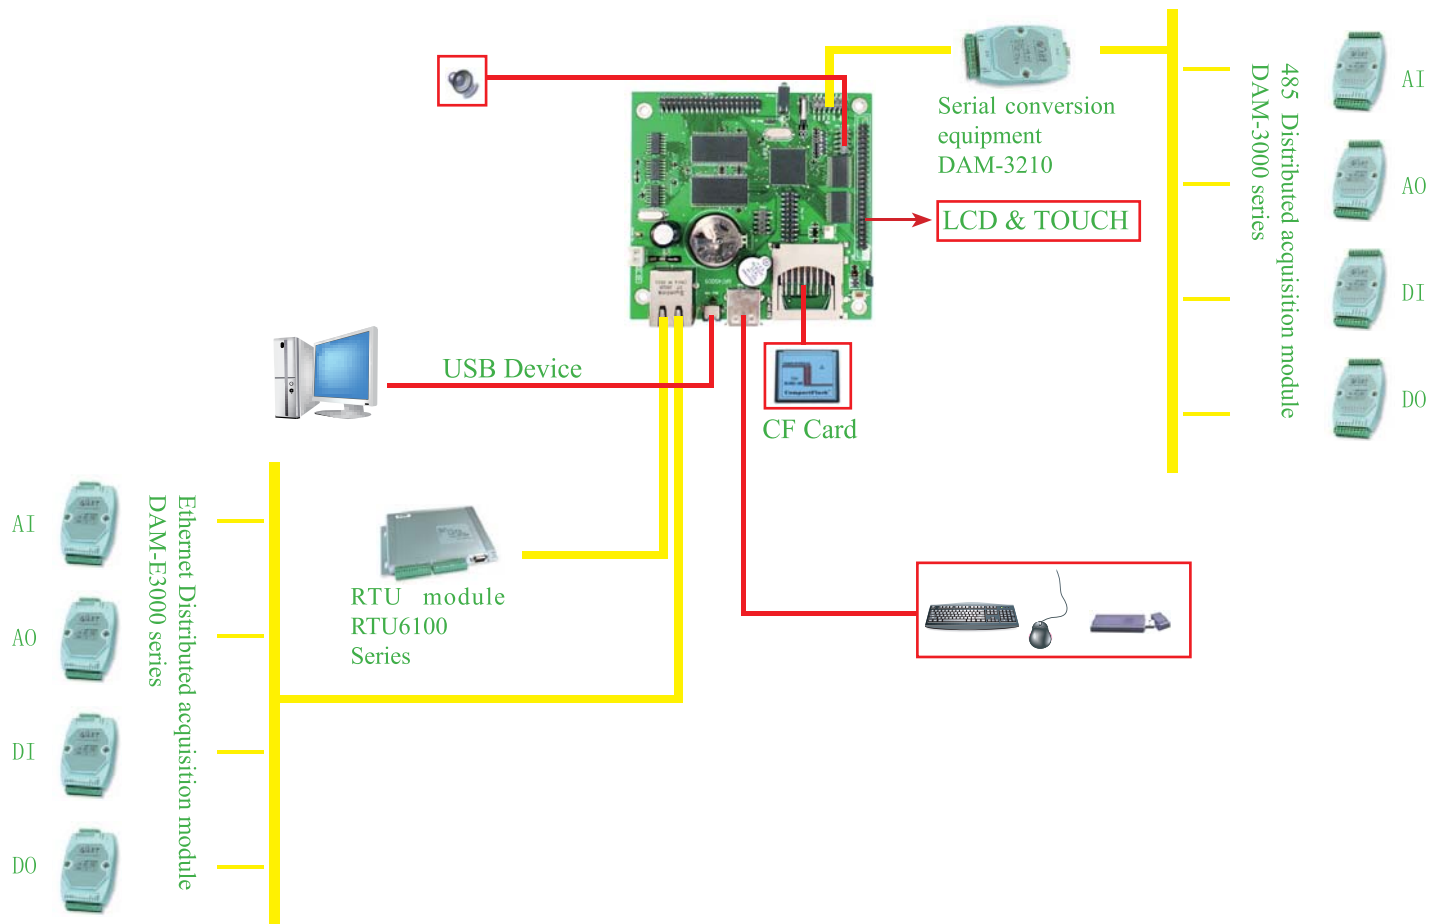 Serial conversion
equipment
DAM-3210
LCD & TOUCH
485 Distributed acquisition module
DAM-3000 series
AI
AO
DI
DO
USB Device
CF Card
CompactFlash
Ethernet Distributed acquisition module
DAM-E3000 series
AI
AO
DI
DO
RTU module
RTU6100
Series